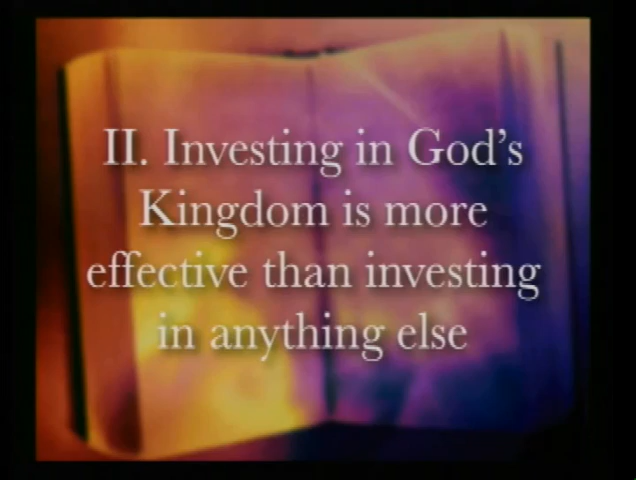 II. Investing in God's
Kingdom is more
effective than investing
in anything else